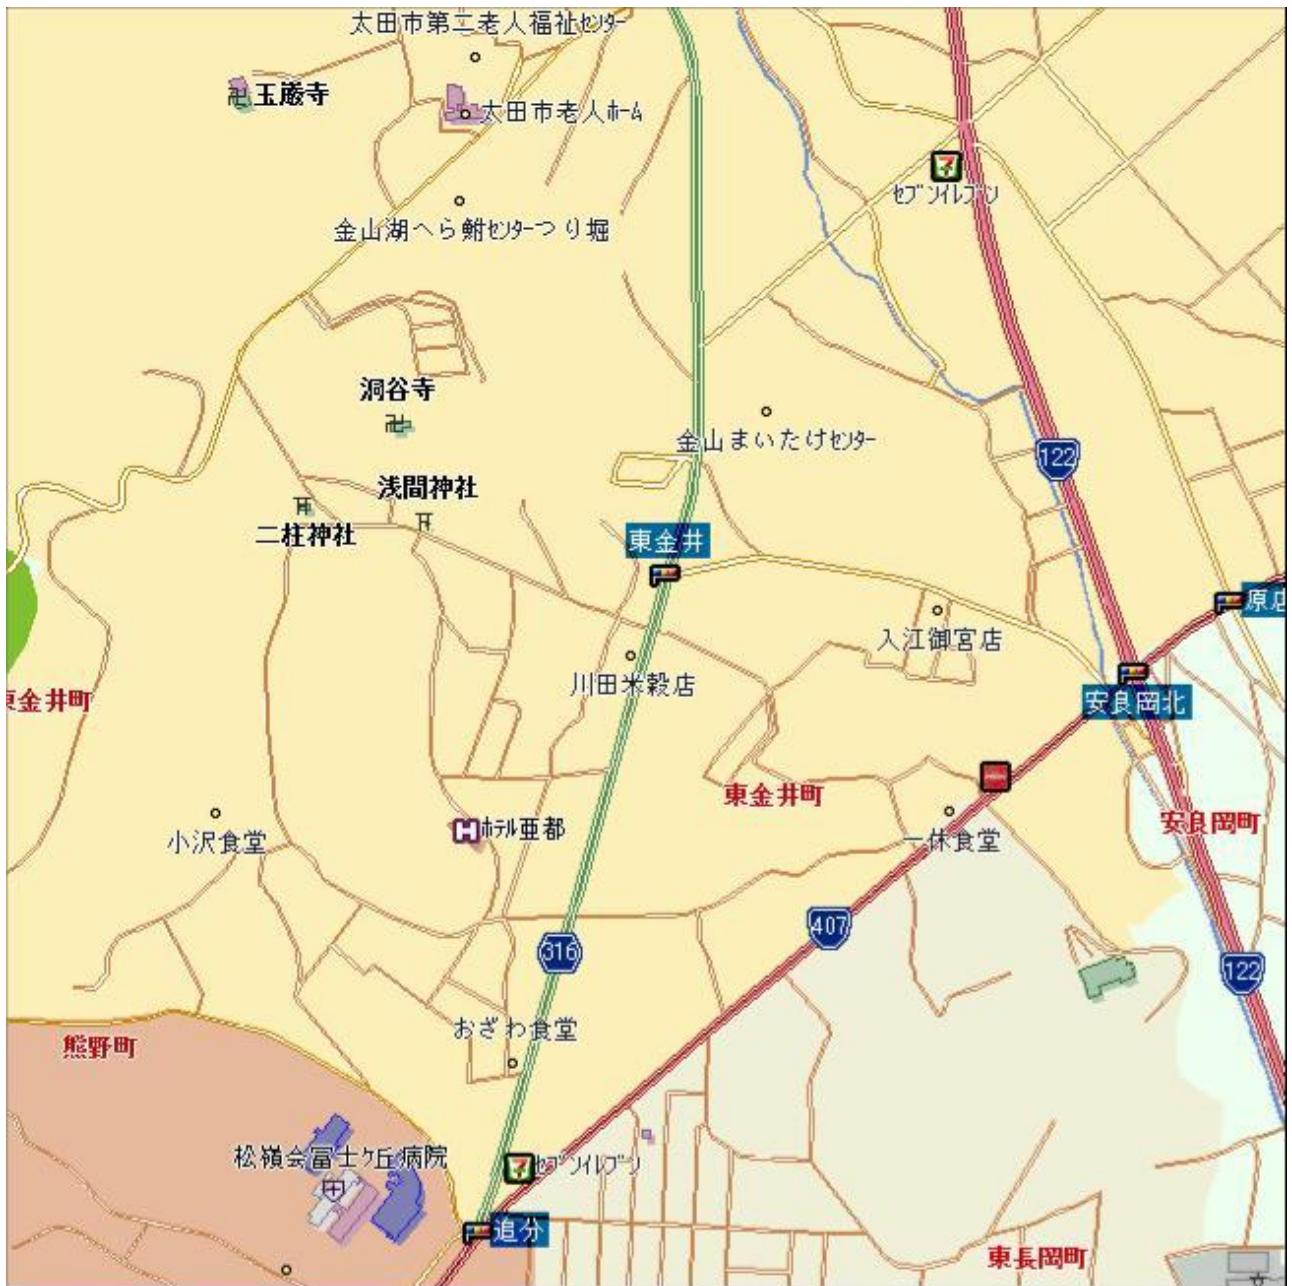 太田市第二老人福祉センター
玉巌寺
太田市老人ホーム
7
セブンイレブン
金山湖へら鮒センターつり堀
洞谷寺
金山まいたけセンター
122
浅間神社
二柱神社
東金井
原店
入江御宮店
川田米穀店
東金井町
安良岡北
東金井町
安良岡町
小沢食堂
H
ホテル亜都
一休食堂
407
316
122
おざわ食堂
熊野町
松嶺会冨士ケ丘病院
7
セブンイレブン
追分
東長岡町